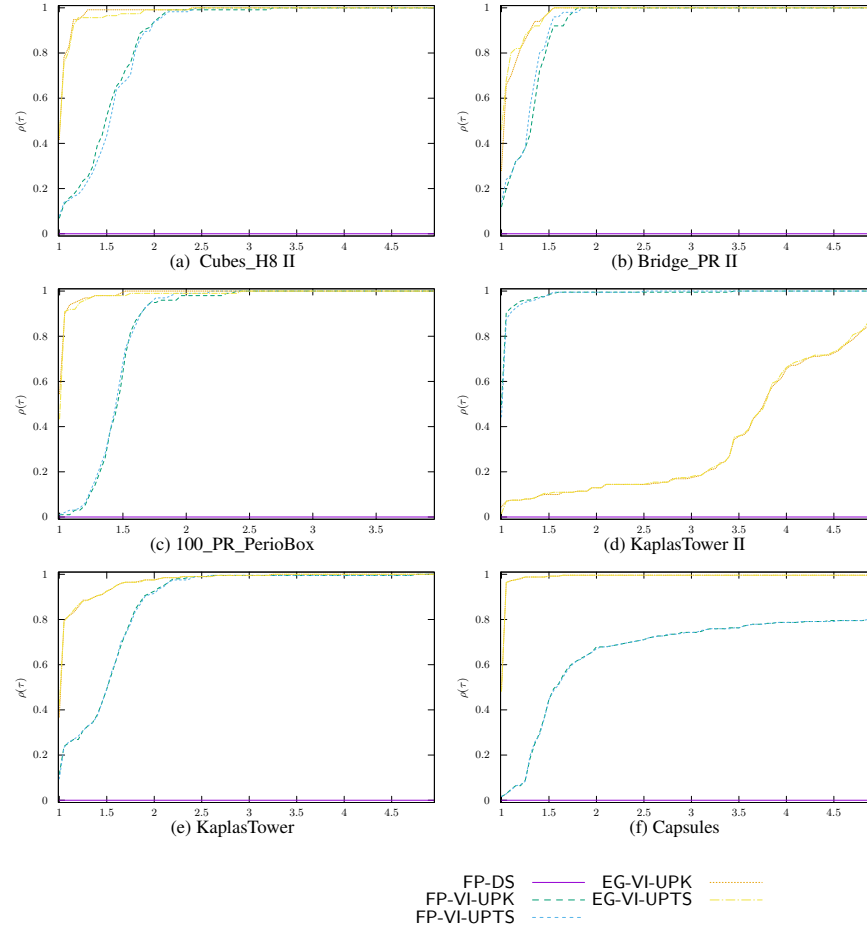 1
0.8
0.6
0.4
0.2
0
ρ(τ)
1 1.5 2 2.5 3 3.5 4 4.5
(a) Cubes_H8 II
1
0.8
0.6
0.4
0.2
0
ρ(τ)
1 1.5 2 2.5 3 3.5 4 4.5
(b) Bridge_PR II
1
0.8
0.6
0.4
0.2
0
ρ(τ)
1 1.5 2 2.5 3 3.5
(c) 100_PR_PerioBox
1
0.8
0.6
0.4
0.2
0
ρ(τ)
1 1.5 2 2.5 3 3.5 4 4.5
(d) KaplasTower II
1
0.8
0.6
0.4
0.2
0
ρ(τ)
1 1.5 2 2.5 3 3.5 4 4.5
(e) KaplasTower
1
0.8
0.6
0.4
0.2
0
ρ(τ)
1 1.5 2 2.5 3 3.5 4 4.5
(f) Capsules
FP-DS EG-VI-UPK
FP-VI-UPK EG-VI-UPTS
FP-VI-UPTS